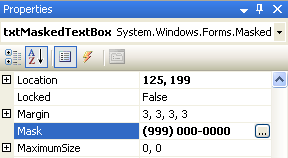 Properties
txtMaskedTextBox System.Windows.Forms.Masked
Location 125, 199
Locked False
Margin 3, 3, 3, 3
Mask (999) 000-0000 ...
MaximumSize 0, 0